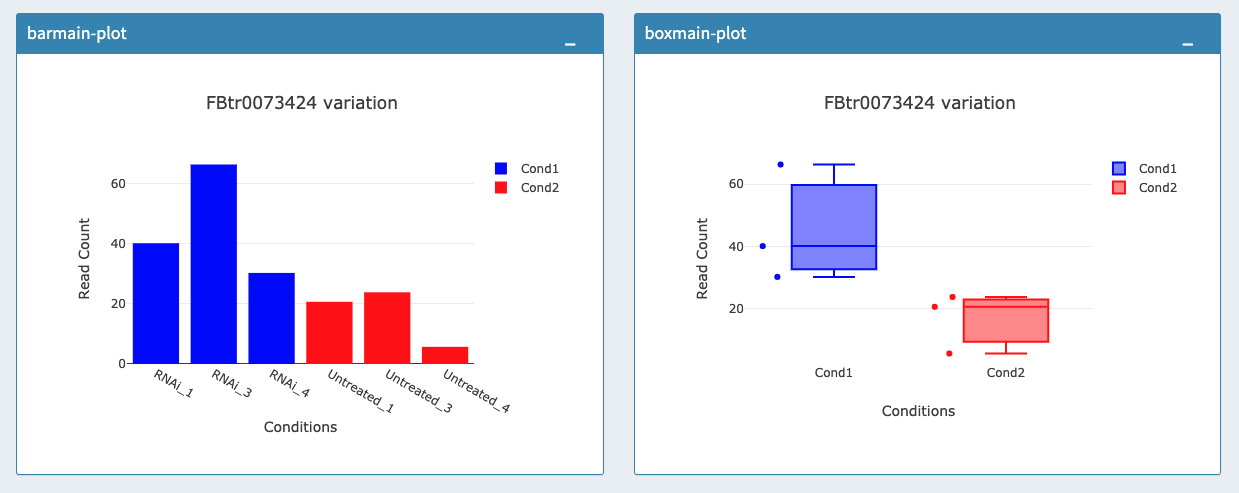 barmain-plot
FBtr0073424 variation
Cond1
Cond2
60
40
20
0
Read Count
RNAi_1
RNAi_3
RNAi_4
Untreated_1
Untreated_3
Untreated_4
Conditions
boxmain-plot
FBtr0073424 variation
Cond1
Cond2
60
40
20
Read Count
Cond1
Cond2
Conditions